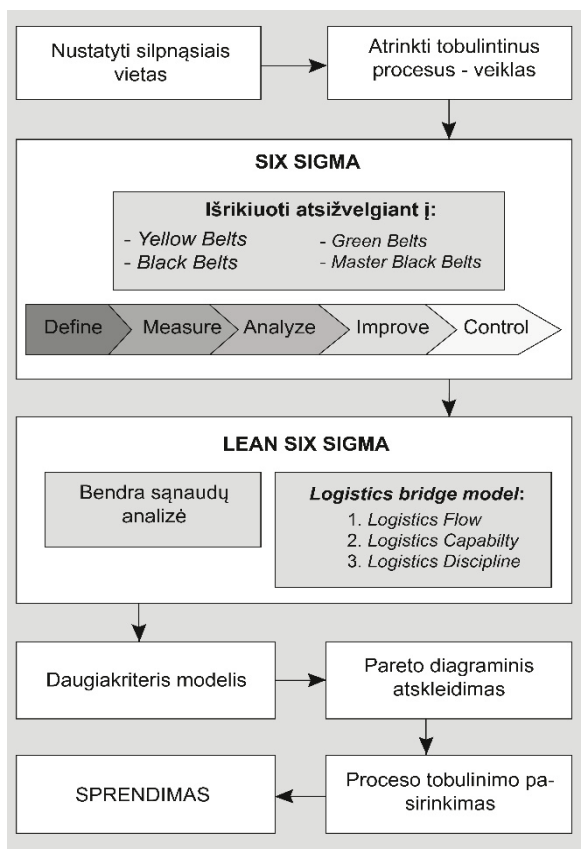 Nustatyti silpnąsiais
vietas
Atrinkti tobulintinus
procesus - veiklas
SIX SIGMA
Išrikiuoti atsižvelgiant į:
- Yellow Belts
- Green Belts
- Black Belts
- Master Black Belts
Define
Measure
Analyze
Improve
Control
LEAN SIX SIGMA
Bendra sąnaudų
analizė
Logistics bridge model:
1. Logistics Flow
2. Logistics Capabilty
3. Logistics Discipline
Daugiakriteris modelis
Pareto diagraminis
atskleidimas
SPRENDIMAS
Proceso tobulinimo pa-
sirinkimas